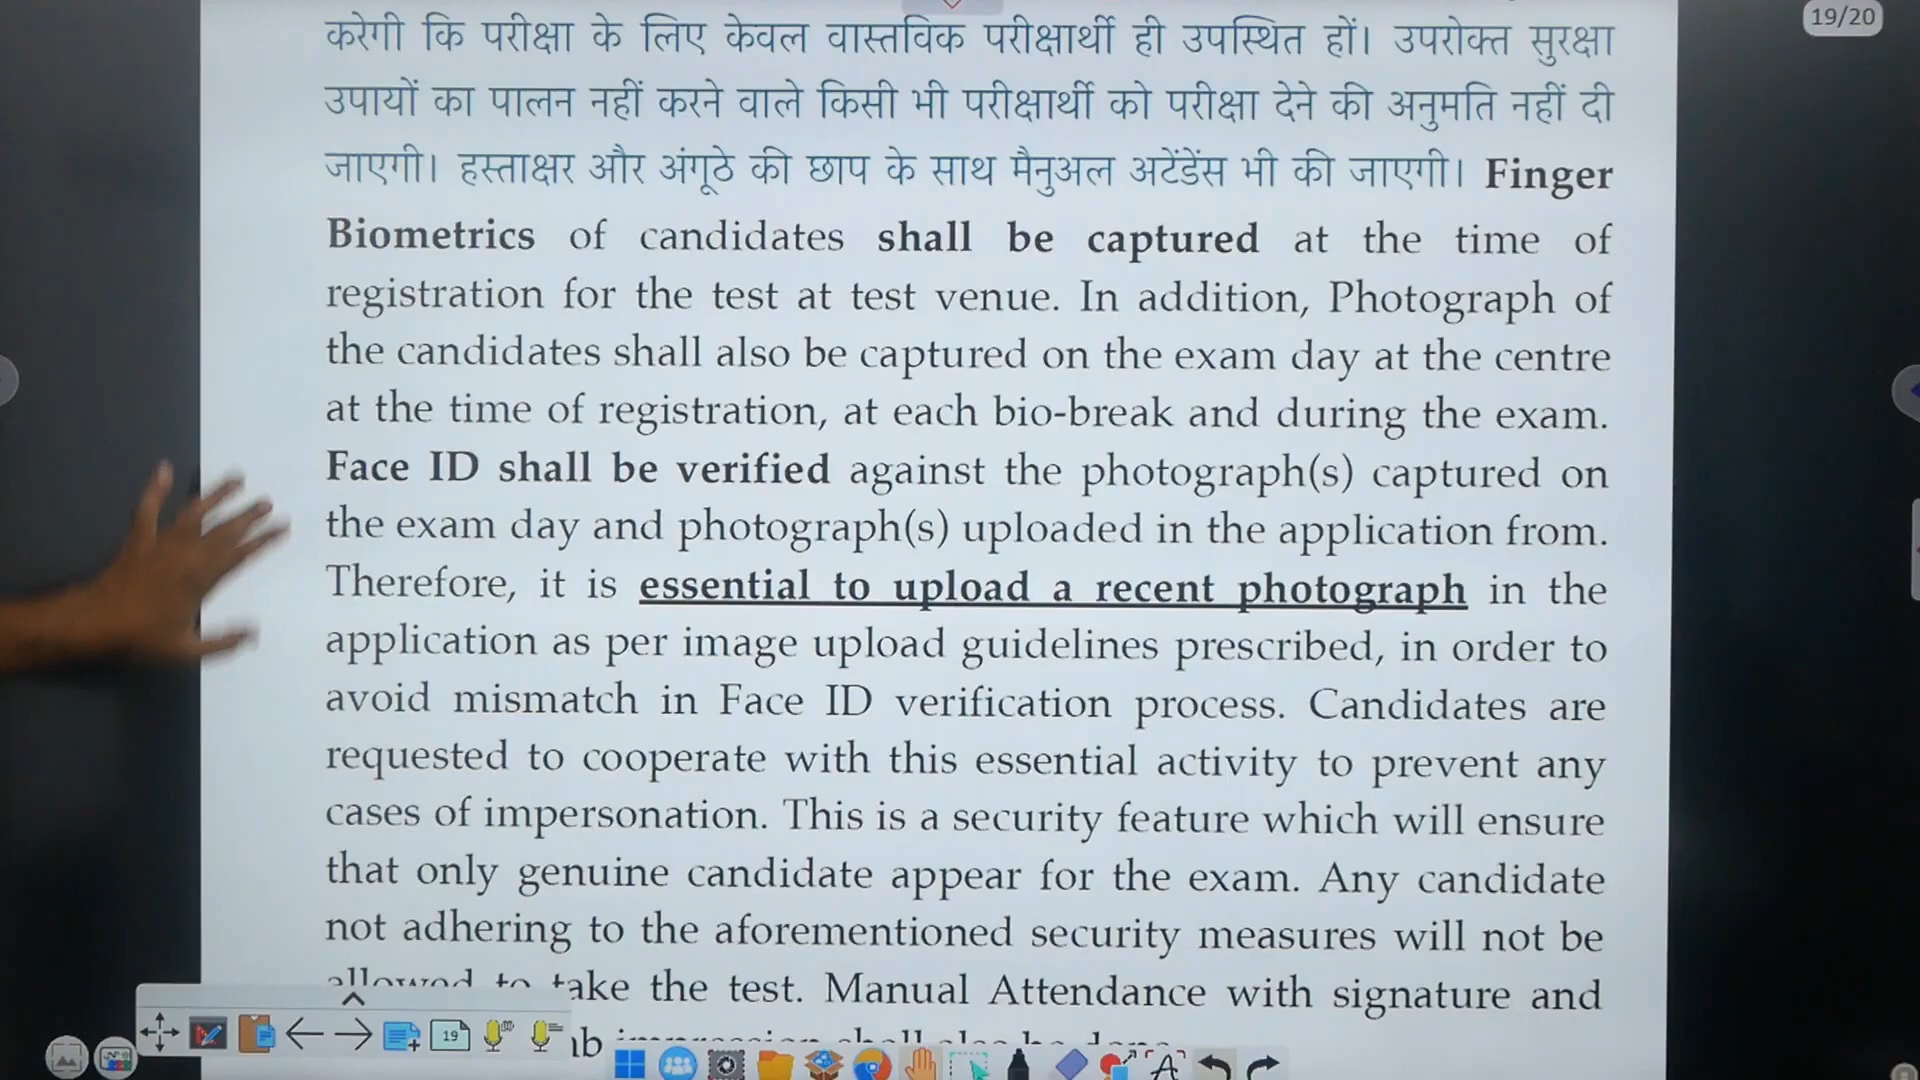 19/20
करेगी कि परीक्षा के लिए केवल वास्तविक परीक्षार्थी ही उपस्थित हों। उपरोक्त सुरक्षा
उपायों का पालन नहीं करने वाले किसी भी परीक्षार्थी को परीक्षा देने की अनुमति नहीं दी
जाएगी। हस्ताक्षर और अंगूठे की छाप के साथ मैनुअल अटेंडेंस भी की जाएगी। Finger
Biometrics of candidates shall be captured at the time of
registration for the test at test venue. In addition, Photograph of
the candidates shall also be captured on the exam day at the centre
at the time of registration, at each bio-break and during the exam.
Face ID shall be verified against the photograph(s) captured on
the exam day and photograph(s) uploaded in the application from.
Therefore, it is essential to upload a recent photograph in the
application as per image upload guidelines prescribed, in order to
avoid mismatch in Face ID verification process. Candidates are
requested to cooperate with this essential activity to prevent any
cases of impersonation. This is a security feature which will ensure
that only genuine candidate appear for the exam. Any candidate
not adhering to the aforementioned security measures will not be
allowed to take the test. Manual Attendance with signature and
19